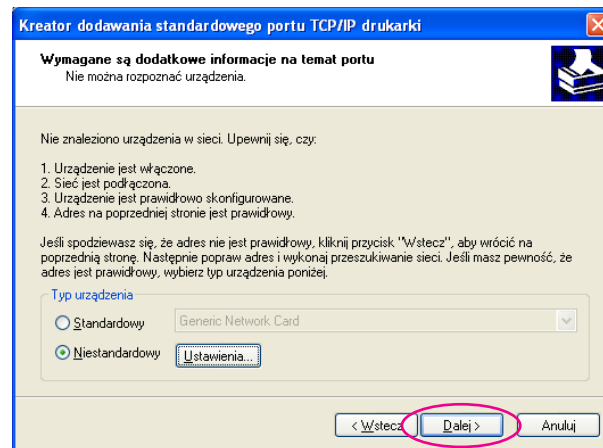 Kreator dodawania standardowego portu TCP/IP drukarki
Wymagane są dodatkowe informacje na temat portu
Nie można rozpoznać urządzenia.
Nie znaleziono urządzenia w sieci. Upewnij się, czy:
1. Urządzenie jest włączone.
2. Sieć jest podłączona.
3. Urządzenie jest prawidłowo skonfigurowane.
4. Adres na poprzedniej stronie jest prawidłowy.
Jeśli spodziewasz się, że adres nie jest prawidłowy, kliknij przycisk "Wstecz", aby wrócić na
poprzednią stronę. Następnie popraw adres i wykonaj przeszukiwanie sieci. Jeśli masz pewność, że
adres jest prawidłowy, wybierz typ urządzenia poniżej.
Typ urządzenia
Standardowy Generic Network Card
Niestandardowy Ustawienia...
< Wstecz Dalej > Anuluj